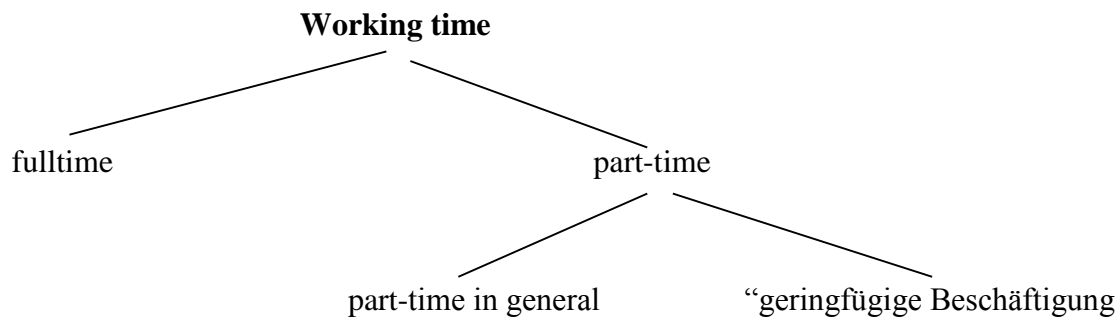 Working time
fulltime part-time
part-time in general “geringfügige Beschäftigung